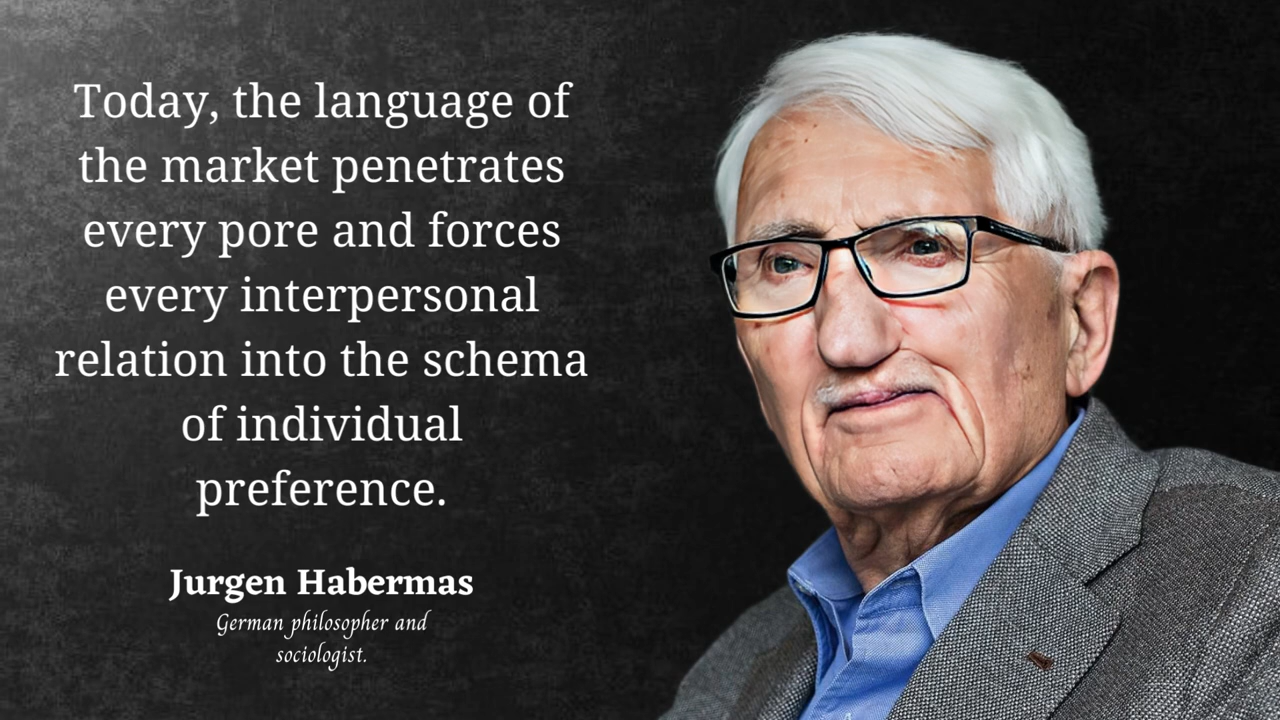 Today, the language of
the market penetrates
every pore and forces
every interpersonal
relation into the schema
of individual
preference.
Jurgen Habermas
German philosopher and
sociologist.